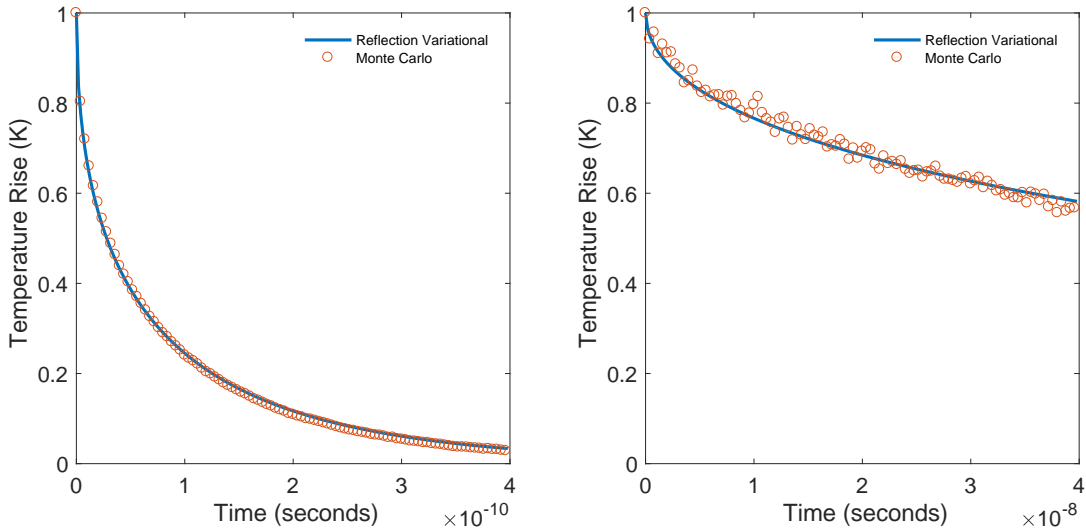 Reflection Variational
Monte Carlo
Temperature Rise (K)
1
0.8
0.6
0.4
0.2
0
0 1 2 3 4
Time (seconds)
×10⁻¹⁰
Reflection Variational
Monte Carlo
Temperature Rise (K)
1
0.8
0.6
0.4
0.2
0
0 1 2 3 4
Time (seconds)
×10⁻⁸